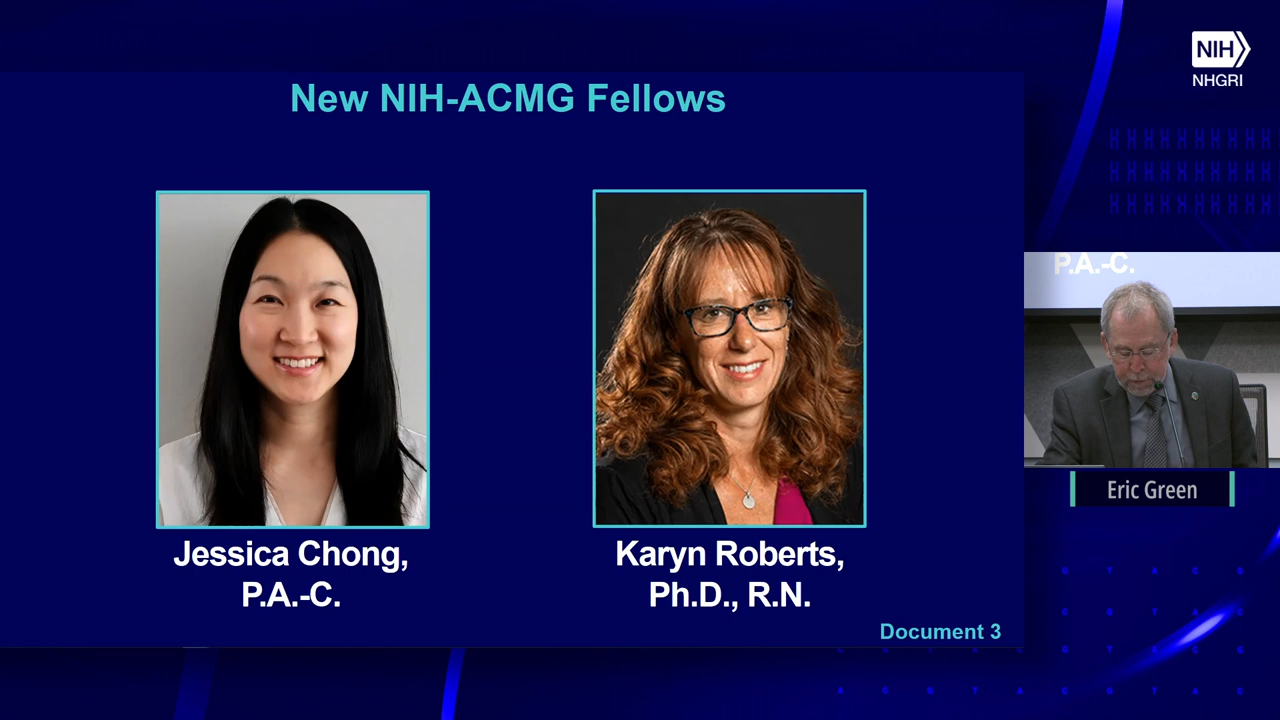 New NIH-ACMG Fellows
NIH
NHGRI
P.A.-C.
Eric Green
Jessica Chong,
P.A.-C.
Karyn Roberts,
Ph.D., R.N.
Document 3